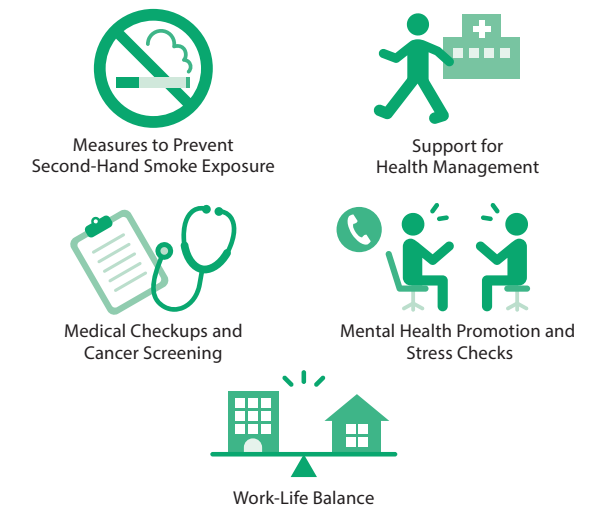 Measures to Prevent
Second-Hand Smoke Exposure
Support for
Health Management
Medical Checkups and
Cancer Screening
Mental Health Promotion and
Stress Checks
Work-Life Balance